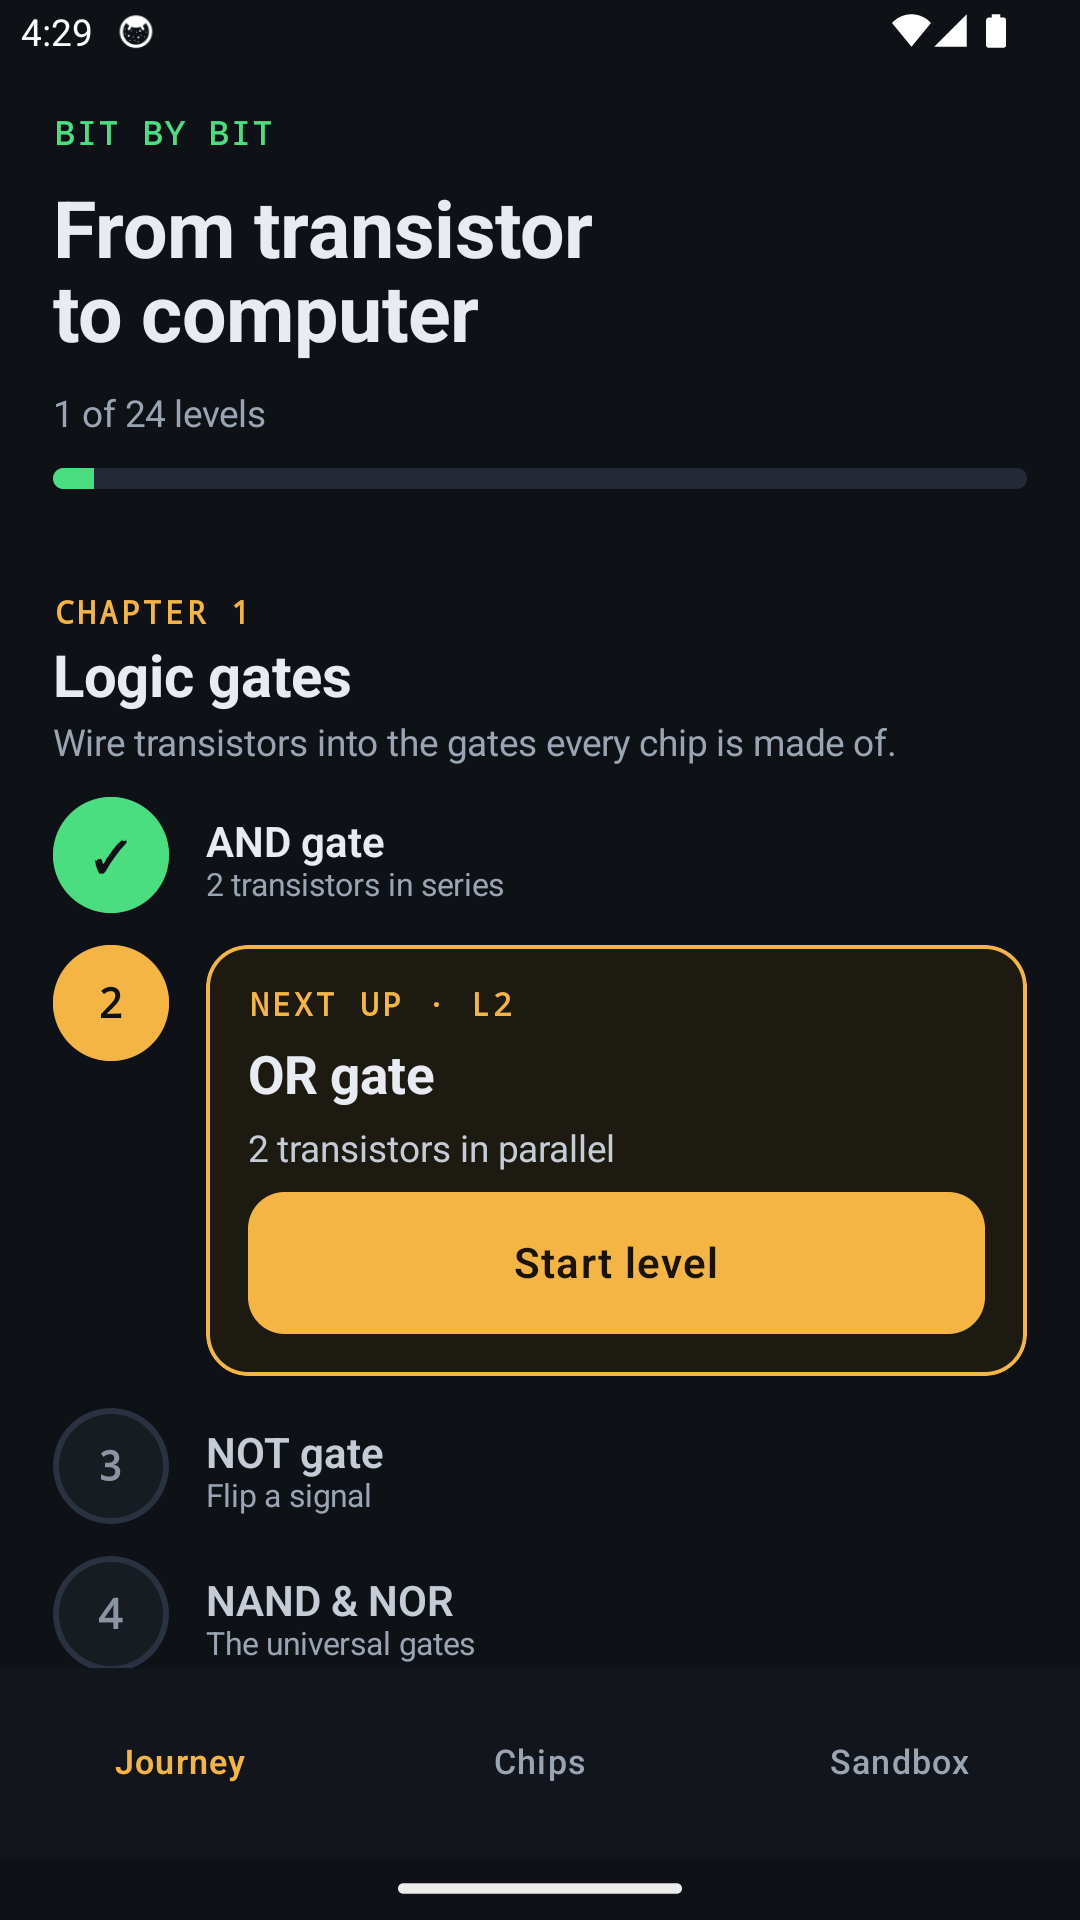 4:29
BIT BY BIT
From transistor
to computer
1 of 24 levels
CHAPTER 1
Logic gates
Wire transistors into the gates every chip is made of.
✓
AND gate
2 transistors in series
2
NEXT UP · L2
OR gate
2 transistors in parallel
Start level
3
NOT gate
Flip a signal
4
NAND & NOR
The universal gates
Journey
Chips
Sandbox